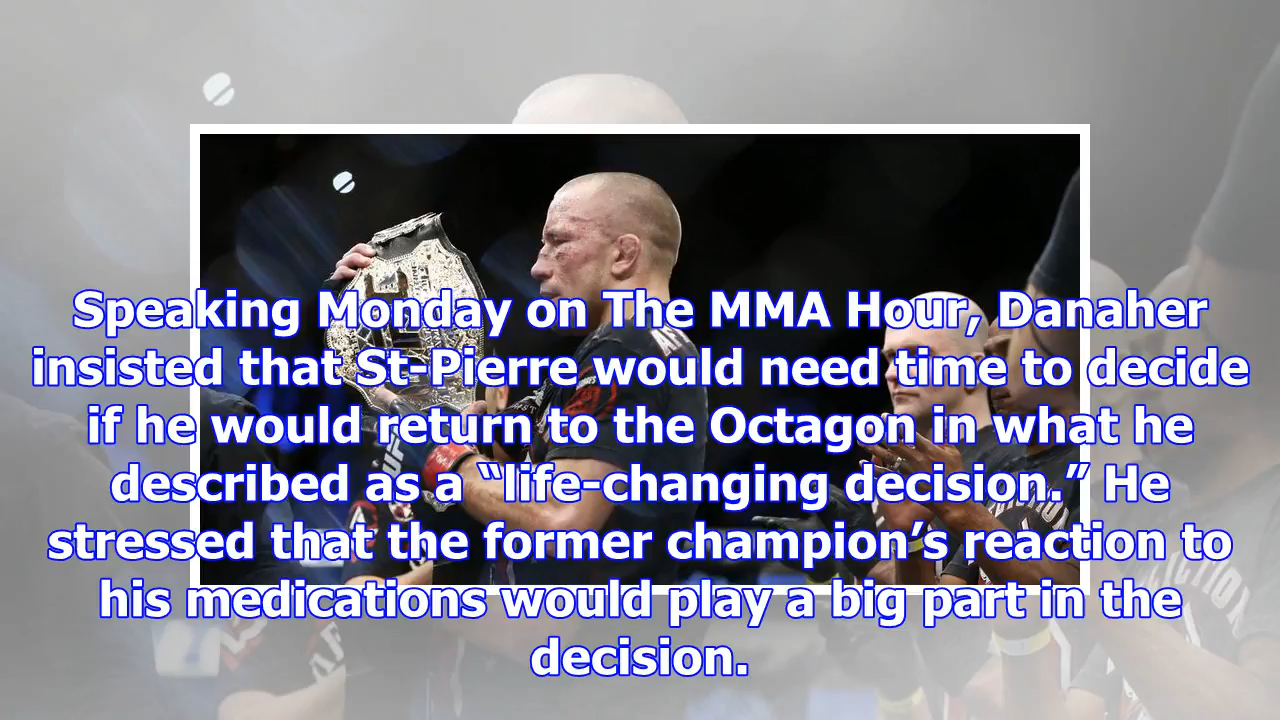 Speaking Monday on The MMA Hour, Danaher
insisted that St-Pierre would need time to decide
if he would return to the Octagon in what he
described as a “life-changing decision.” He
stressed that the former champion’s reaction to
his medications would play a big part in the
decision.